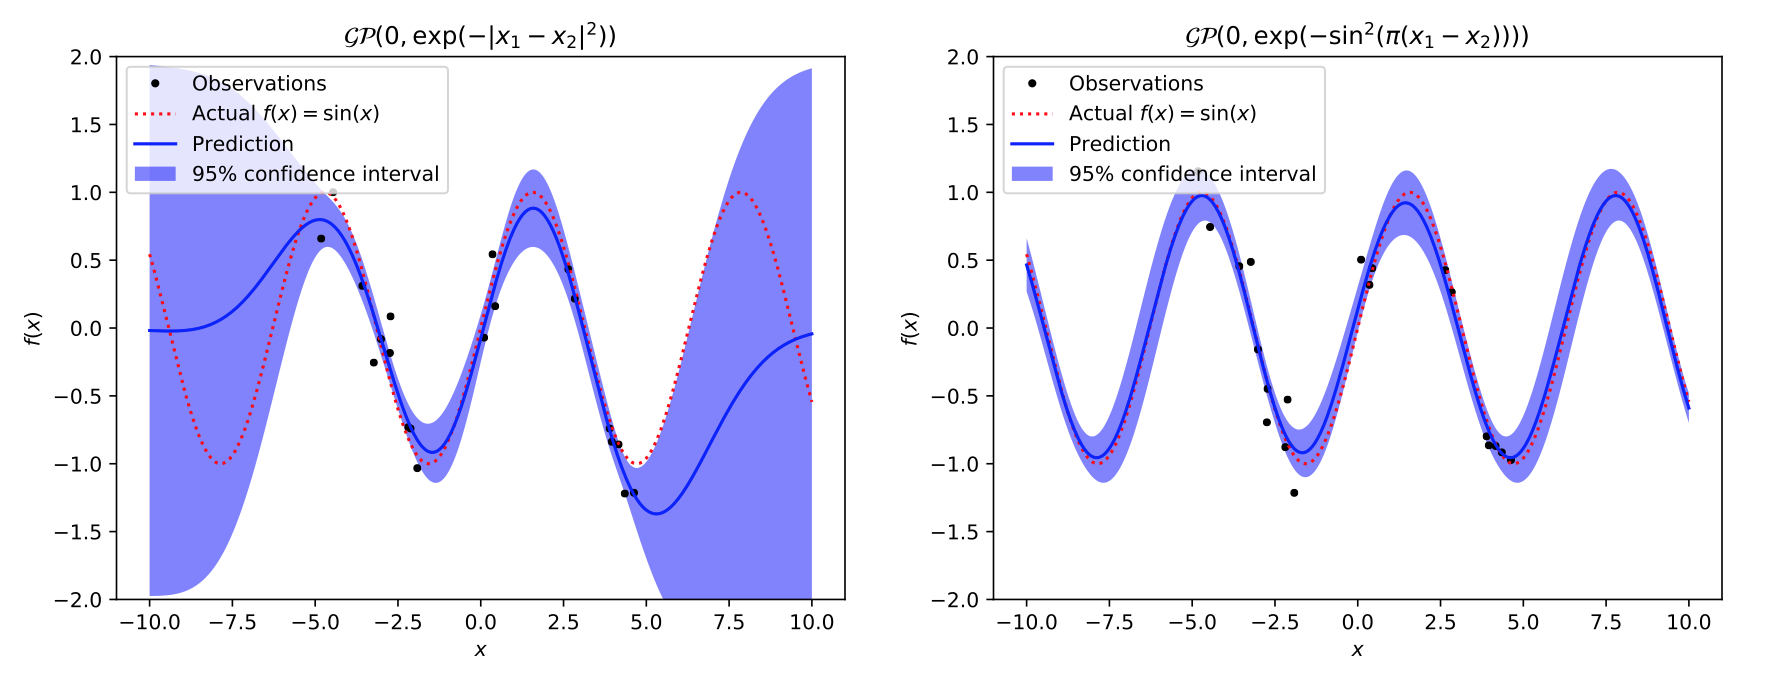 𝒢𝒫(0, exp(−|x₁ − x₂|²))
2.0
1.5
1.0
0.5
0.0
−0.5
−1.0
−1.5
−2.0
f(x)
Observations
Actual f(x) = sin(x)
Prediction
95% confidence interval
−10.0 −7.5 −5.0 −2.5 0.0 2.5 5.0 7.5 10.0
x
𝒢𝒫(0, exp(−sin²(π(x₁ − x₂))))
2.0
1.5
1.0
0.5
0.0
−0.5
−1.0
−1.5
−2.0
f(x)
Observations
Actual f(x) = sin(x)
Prediction
95% confidence interval
−10.0 −7.5 −5.0 −2.5 0.0 2.5 5.0 7.5 10.0
x